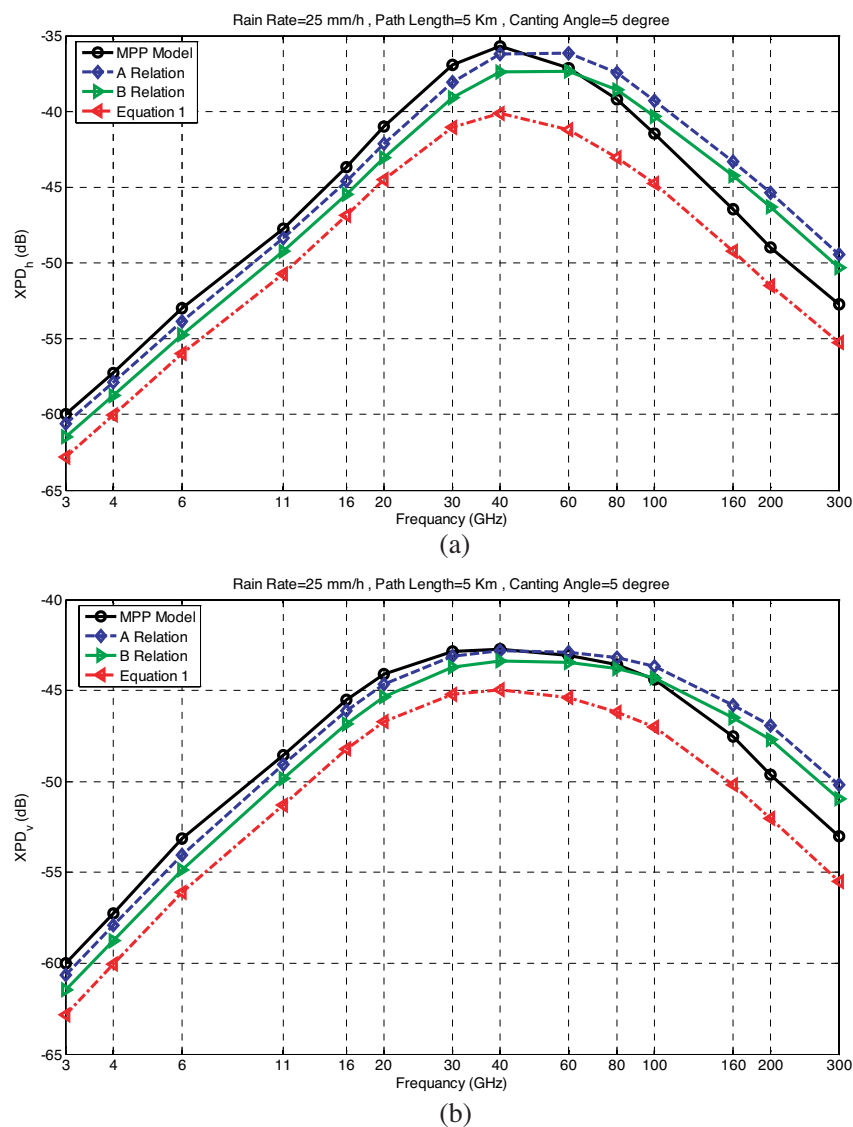 Rain Rate=25 mm/h , Path Length=5 Km , Canting Angle=5 degree
-35
-40
-45
-50
-55
-60
-65
XPD_h (dB)
MPP Model
A Relation
B Relation
Equation 1
3 4 6 11 16 20 30 40 60 80 100 160 200 300
Frequancy (GHz)
(a)
Rain Rate=25 mm/h , Path Length=5 Km , Canting Angle=5 degree
-40
-45
-50
-55
-60
-65
XPD_v (dB)
MPP Model
A Relation
B Relation
Equation 1
3 4 6 11 16 20 30 40 60 80 100 160 200 300
Frequancy (GHz)
(b)